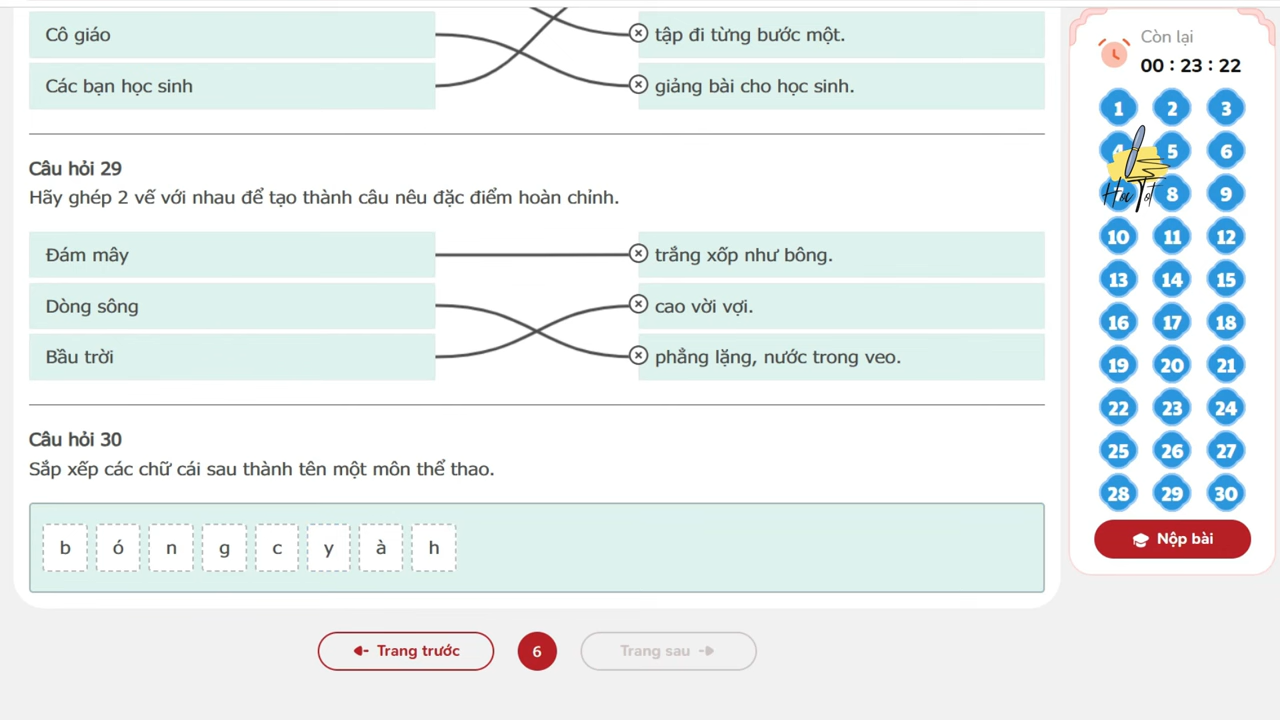 Cô giáo
tập đi từng bước một.
Các bạn học sinh
giảng bài cho học sinh.
Câu hỏi 29
Hãy ghép 2 vế với nhau để tạo thành câu nêu đặc điểm hoàn chỉnh.
Đám mây
trắng xốp như bông.
Dòng sông
cao vời vợi.
Bầu trời
phẳng lặng, nước trong veo.
Câu hỏi 30
Sắp xếp các chữ cái sau thành tên một môn thể thao.
b ó n g c y à h
Trang trước 6 Trang sau
Còn lại
00 : 23 : 22
1 2 3
4 5 6
8 9
10 11 12
13 14 15
16 17 18
19 20 21
22 23 24
25 26 27
28 29 30
Nộp bài